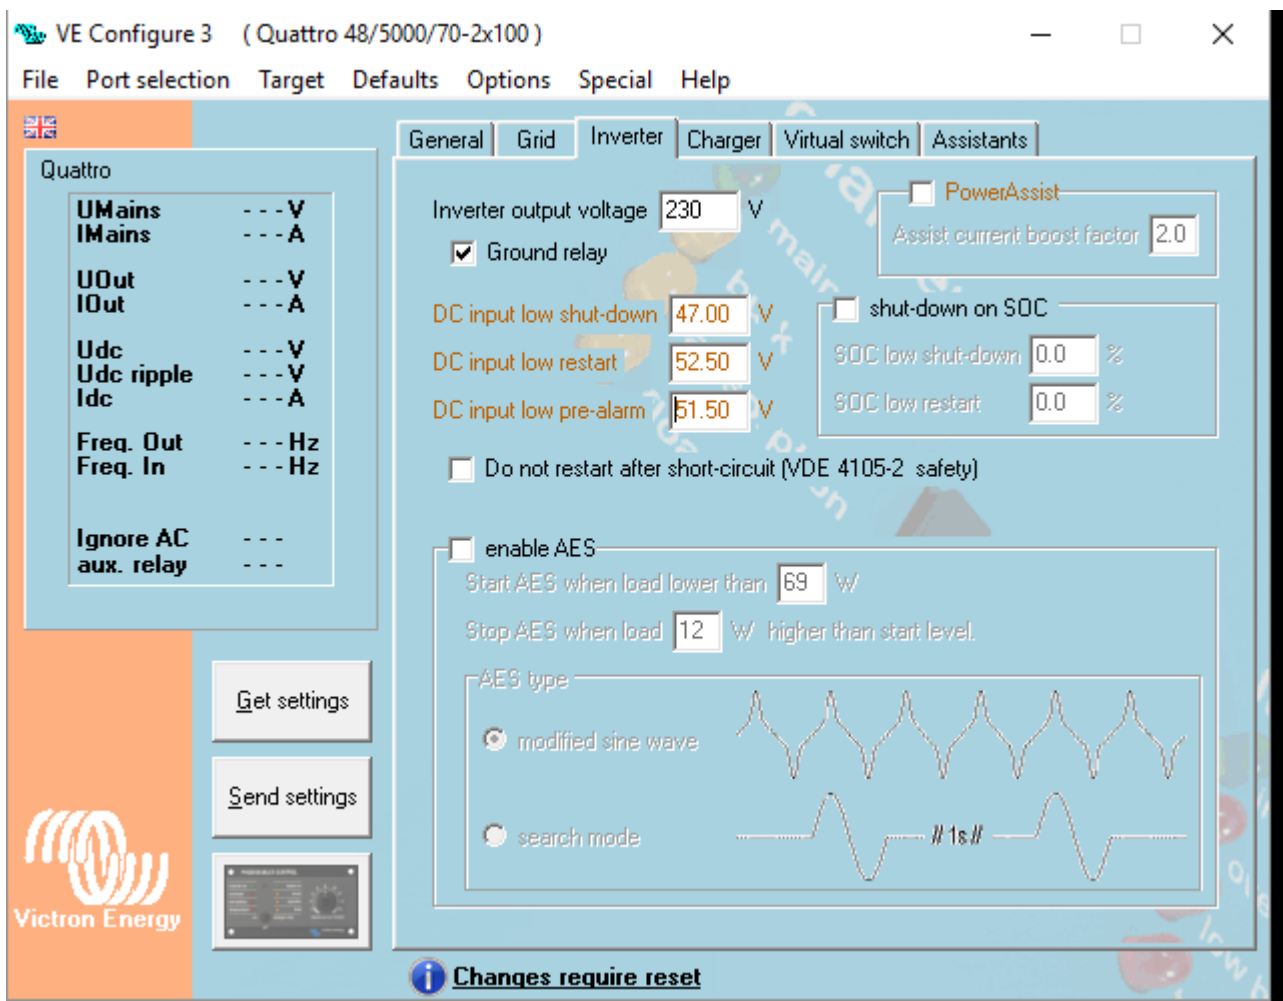 VE Configure 3 ( Quattro 48/5000/70-2x100 )
File Port selection Target Defaults Options Special Help
General Grid Inverter Charger Virtual switch Assistants
Quattro
UMains - - - V
IMains - - - A
UOut - - - V
IOut - - - A
Udc - - - V
Udc ripple - - - V
Idc - - - A
Freq. Out - - - Hz
Freq. In - - - Hz
Ignore AC - - -
aux. relay - - -
Get settings
Send settings
Victron Energy
Inverter output voltage 230 V
Ground relay
DC input low shut-down 47.00 V
DC input low restart 52.50 V
DC input low pre-alarm 51.50 V
PowerAssist
Assist current boost factor 2.0
shut-down on SOC
SOC low shut-down 0.0 %
SOC low restart 0.0 %
Do not restart after short-circuit (VDE 4105-2 safety)
enable AES
Start AES when load lower than 69 W
Stop AES when load 12 W higher than start level.
AES type
modified sine wave
search mode
// 1s //
Changes require reset